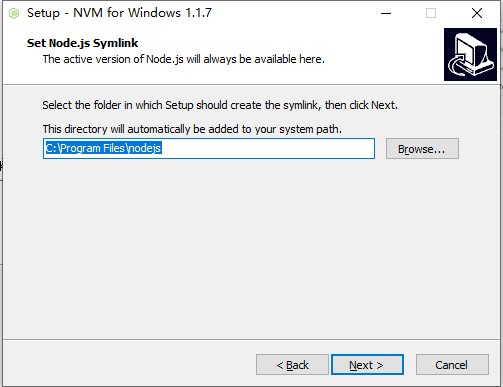 Setup - NVM for Windows 1.1.7
Set Node.js Symlink
The active version of Node.js will always be available here.
Select the folder in which Setup should create the symlink, then click Next.
This directory will automatically be added to your system path.
C:\Program Files\nodejs
Browse...
< Back
Next >
Cancel